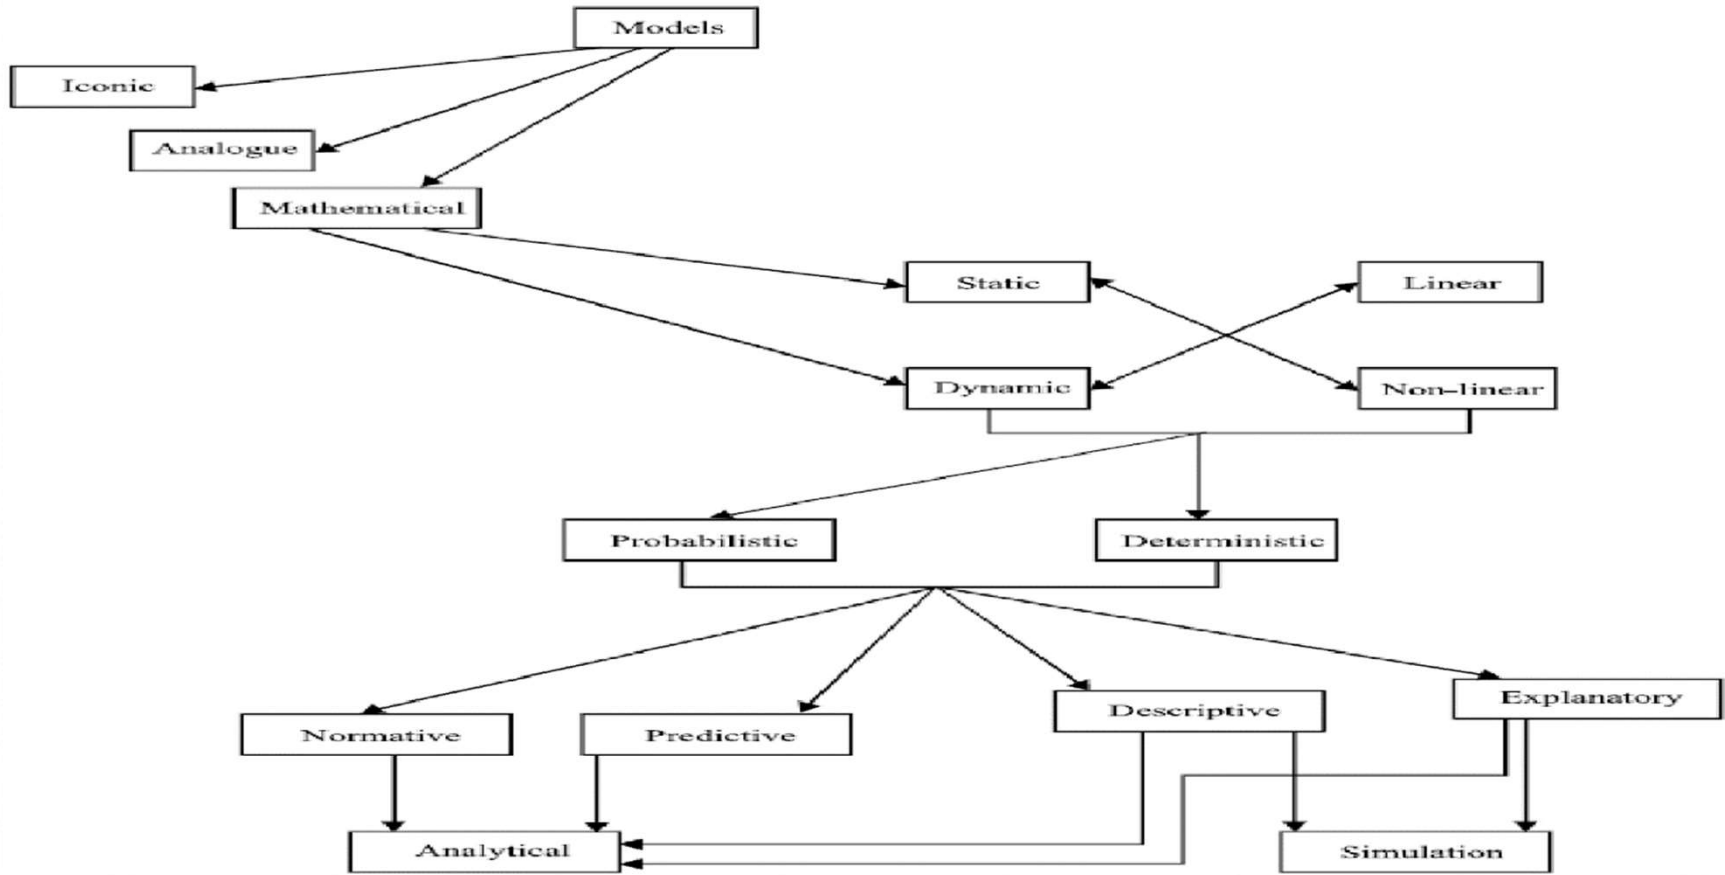 Models
Iconic
Analogue
Mathematical
Static
Linear
Dynamic
Non-linear
Probabilistic
Deterministic
Normative
Predictive
Descriptive
Explanatory
Analytical
Simulation